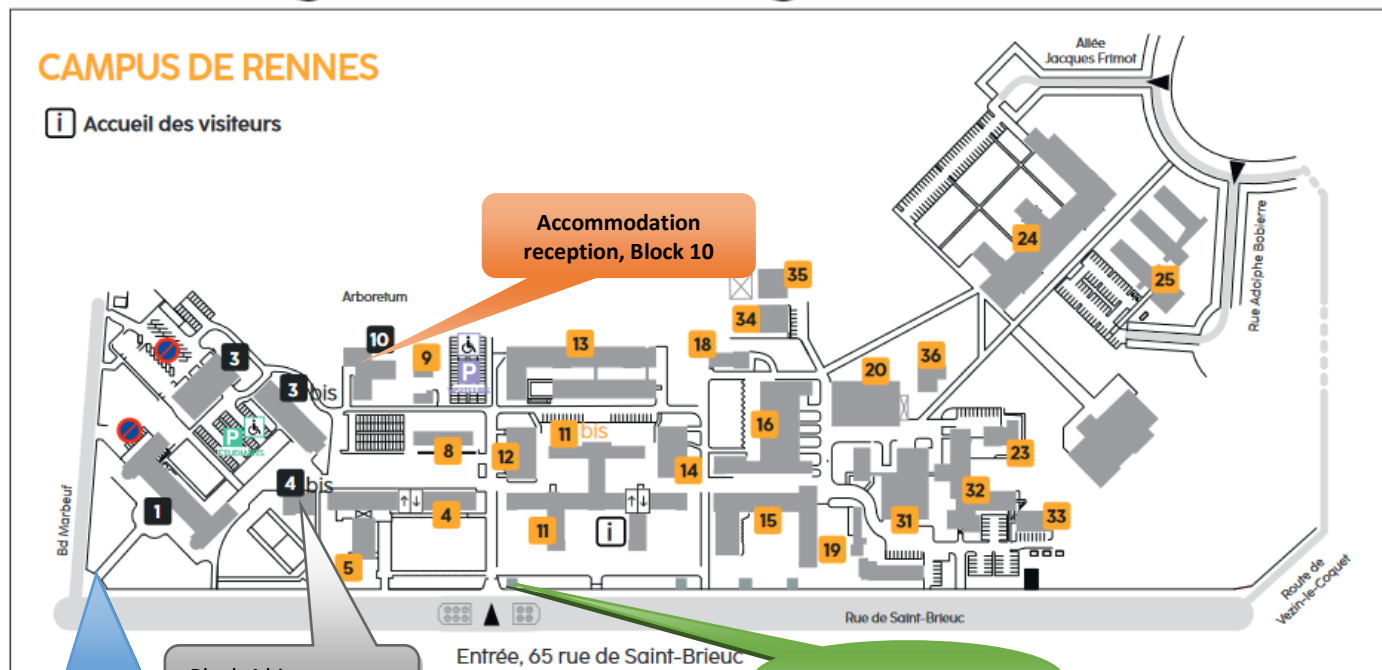 CAMPUS DE RENNES
i Accueil des visiteurs
Allée
Jacques Frimot
Accommodation
reception, Block 10
Arboretum
Rue Adolphe Bobierre
Bd Marbeuf
Route de
Vezin-le-Coquet
35
34
24
25
10
9
P
13
18
36
20
3
3 bis
P
ETUDIANTS
8
12
11 bis
14
16
23
4 bis
1
4
11
i
15
31
32
33
5
19
Rue de Saint-Brieuc
Entrée, 65 rue de Saint-Brieuc